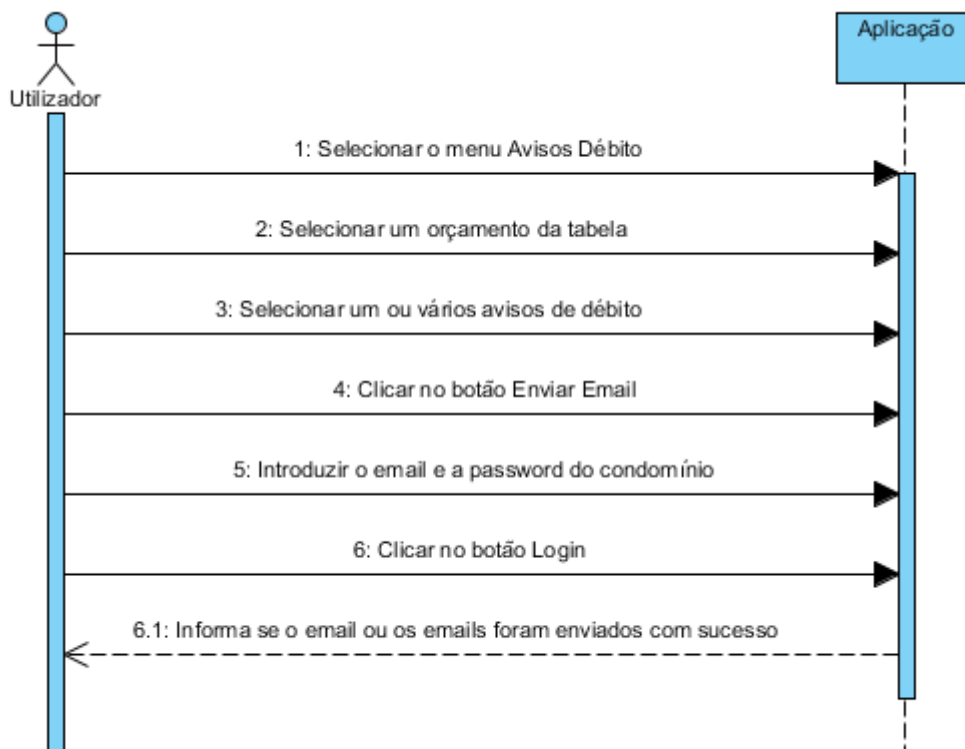 Utilizador
Aplicação
1: Selecionar o menu Avisos Débito
2: Selecionar um orçamento da tabela
3: Selecionar um ou vários avisos de débito
4: Clicar no botão Enviar Email
5: Introduzir o email e a password do condomínio
6: Clicar no botão Login
6.1: Informa se o email ou os emails foram enviados com sucesso